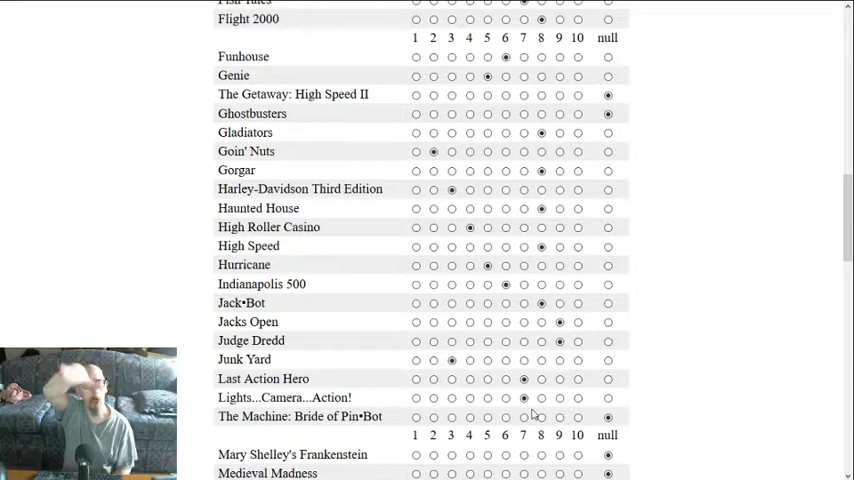 Fish Tales
Flight 2000
1 2 3 4 5 6 7 8 9 10 null
Funhouse
Genie
The Getaway: High Speed II
Ghostbusters
Gladiators
Goin' Nuts
Gorgar
Harley-Davidson Third Edition
Haunted House
High Roller Casino
High Speed
Hurricane
Indianapolis 500
Jack•Bot
Jacks Open
Judge Dredd
Junk Yard
Last Action Hero
Lights...Camera...Action!
The Machine: Bride of Pin•Bot
1 2 3 4 5 6 7 8 9 10 null
Mary Shelley's Frankenstein
Medieval Madness